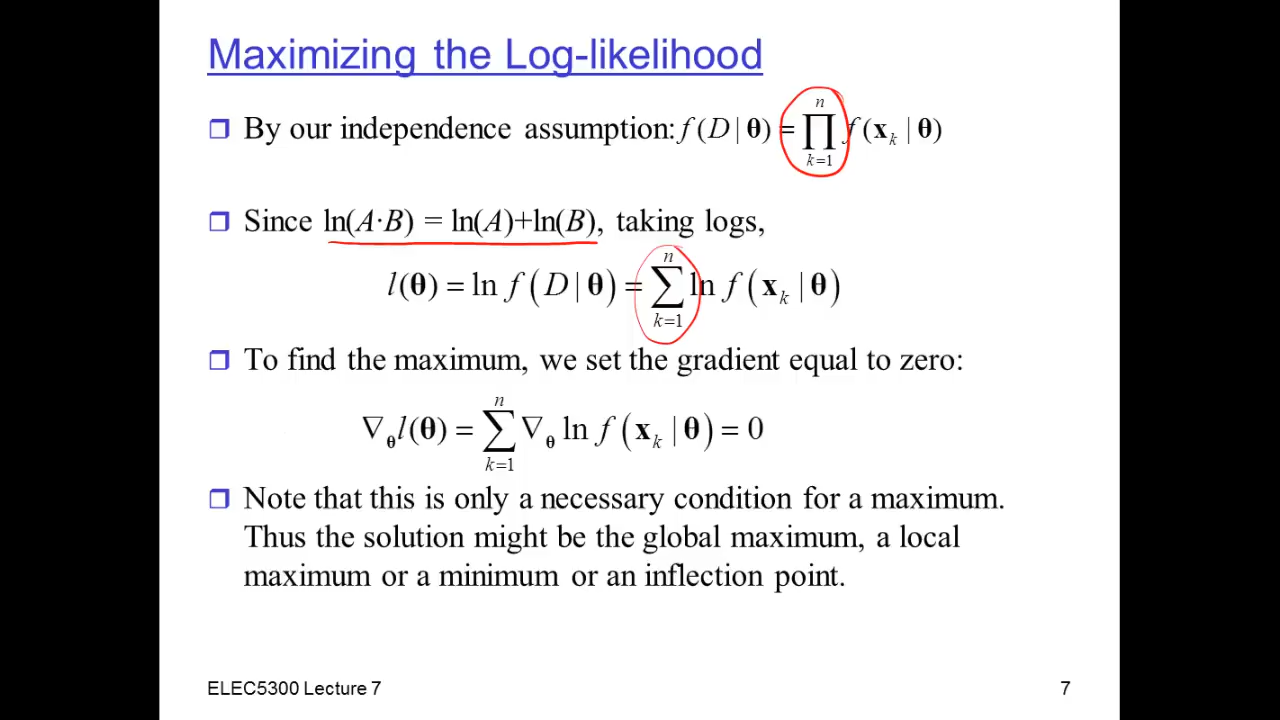 Maximizing the Log-likelihood
❒ By our independence assumption: f(D | θ) = ∏_{k=1}^{n} f(x_k | θ)
❒ Since ln(A·B) = ln(A)+ln(B), taking logs,
l(θ) = ln f(D | θ) = ∑_{k=1}^{n} ln f(x_k | θ)
❒ To find the maximum, we set the gradient equal to zero:
∇_θ l(θ) = ∑_{k=1}^{n} ∇_θ ln f(x_k | θ) = 0
❒ Note that this is only a necessary condition for a maximum.
Thus the solution might be the global maximum, a local
maximum or a minimum or an inflection point.
ELEC5300 Lecture 7
7